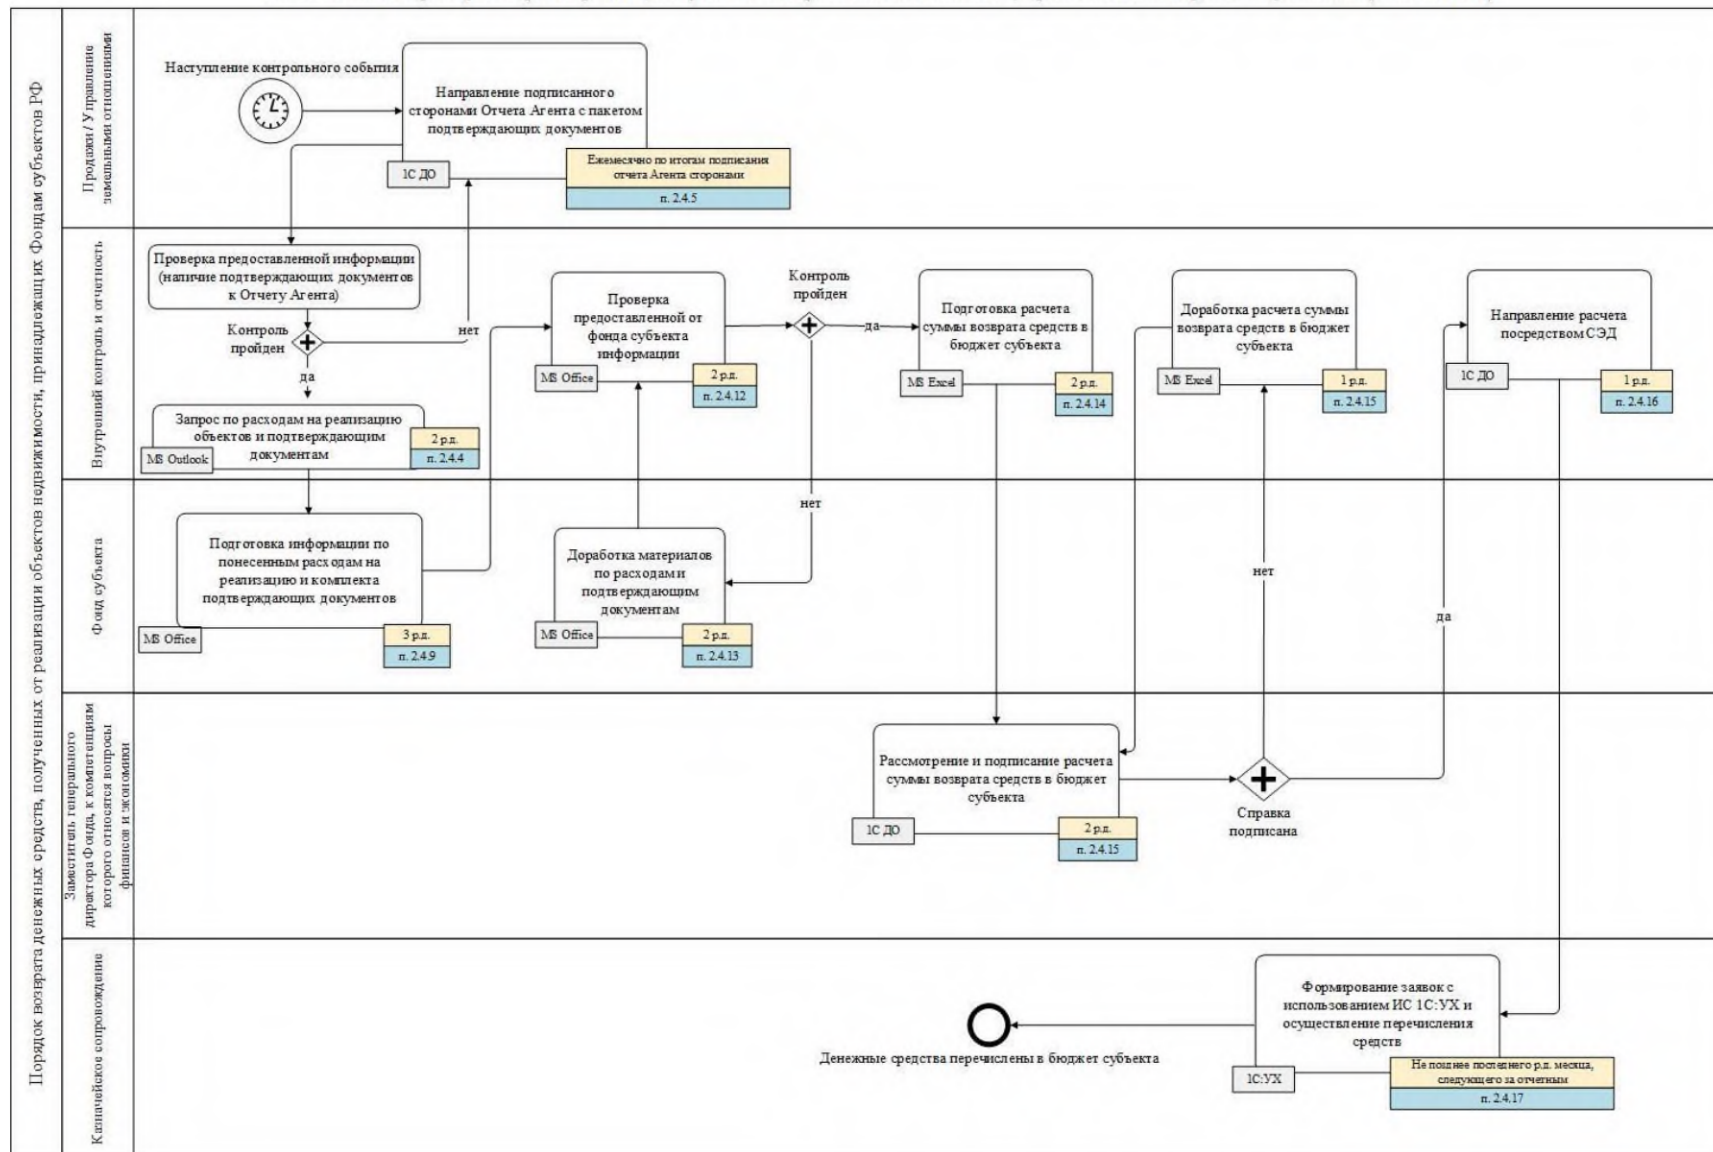 Порядок возврата денежных средств, полученных от реализации объектов недвижимости, принадлежащих Фондам субъектов РФ
Продажи / Управление
земельными отношениями
Наступление контрольного события
Направление подписанного
сторонами Отчета Агента с пакетом
подтверждающих документов
1С ДО
Ежемесячно по итогам подписания
отчета Агента сторонами
п. 2.4.5
Внутренний контроль и отчетность
Проверка предоставленной информации
(наличие подтверждающих документов
к Отчету Агента)
Контроль
пройден
нет
да
Запрос по расходам на реализацию
объектов и подтверждающим
документам
MS Outlook
2 р.д.
п. 2.4.4
Проверка
предоставленной от
фонда субъекта
информации
MS Office
2 р.д.
п. 2.4.12
Контроль
пройден
да
нет
Подготовка расчета
суммы возврата средств в
бюджет субъекта
MS Excel
2 р.д.
п. 2.4.14
Доработка расчета суммы
возврата средств в бюджет
субъекта
MS Excel
1 р.д.
п. 2.4.15
Направление расчета
посредством СЭД
1С ДО
1 р.д.
п. 2.4.16
Фонд субъекта
Подготовка информации по
понесенным расходам на
реализацию и комплекта
подтверждающих документов
MS Office
3 р.д.
п. 2.4.9
Доработка материалов
по расходам и
подтверждающим
документам
MS Office
2 р.д.
п. 2.4.13
нет
да
Заместитель генерального
директора Фонда, к компетенциям
которого относятся вопросы
финансов и экономики
Рассмотрение и подписание расчета
суммы возврата средств в бюджет
субъекта
1С ДО
2 р.д.
п. 2.4.15
Справка
подписана
Казначейское сопровождение
Денежные средства перечислены в бюджет субъекта
Формирование заявок с
использованием ИС 1С:УХ и
осуществление перечисления
средств
1С:УХ
Не позднее последнего р.д. месяца,
следующего за отчетным
п. 2.4.17